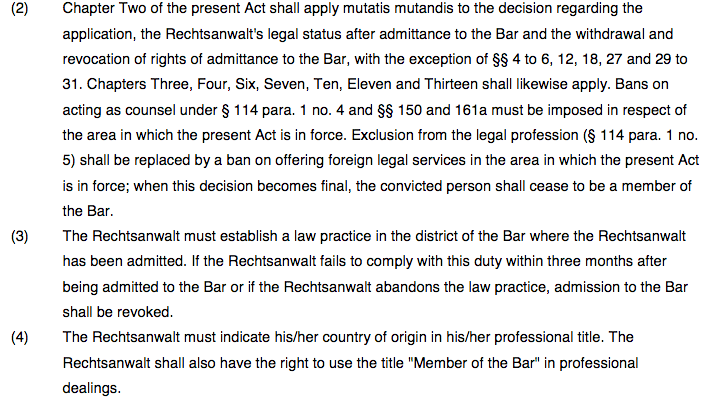 (2) Chapter Two of the present Act shall apply mutatis mutandis to the decision regarding the
application, the Rechtsanwalt's legal status after admittance to the Bar and the withdrawal and
revocation of rights of admittance to the Bar, with the exception of §§ 4 to 6, 12, 18, 27 and 29 to
31. Chapters Three, Four, Six, Seven, Ten, Eleven and Thirteen shall likewise apply. Bans on
acting as counsel under § 114 para. 1 no. 4 and §§ 150 and 161a must be imposed in respect of
the area in which the present Act is in force. Exclusion from the legal profession (§ 114 para. 1 no.
5) shall be replaced by a ban on offering foreign legal services in the area in which the present Act
is in force; when this decision becomes final, the convicted person shall cease to be a member of
the Bar.
(3) The Rechtsanwalt must establish a law practice in the district of the Bar where the Rechtsanwalt
has been admitted. If the Rechtsanwalt fails to comply with this duty within three months after
being admitted to the Bar or if the Rechtsanwalt abandons the law practice, admission to the Bar
shall be revoked.
(4) The Rechtsanwalt must indicate his/her country of origin in his/her professional title. The
Rechtsanwalt shall also have the right to use the title "Member of the Bar" in professional
dealings.